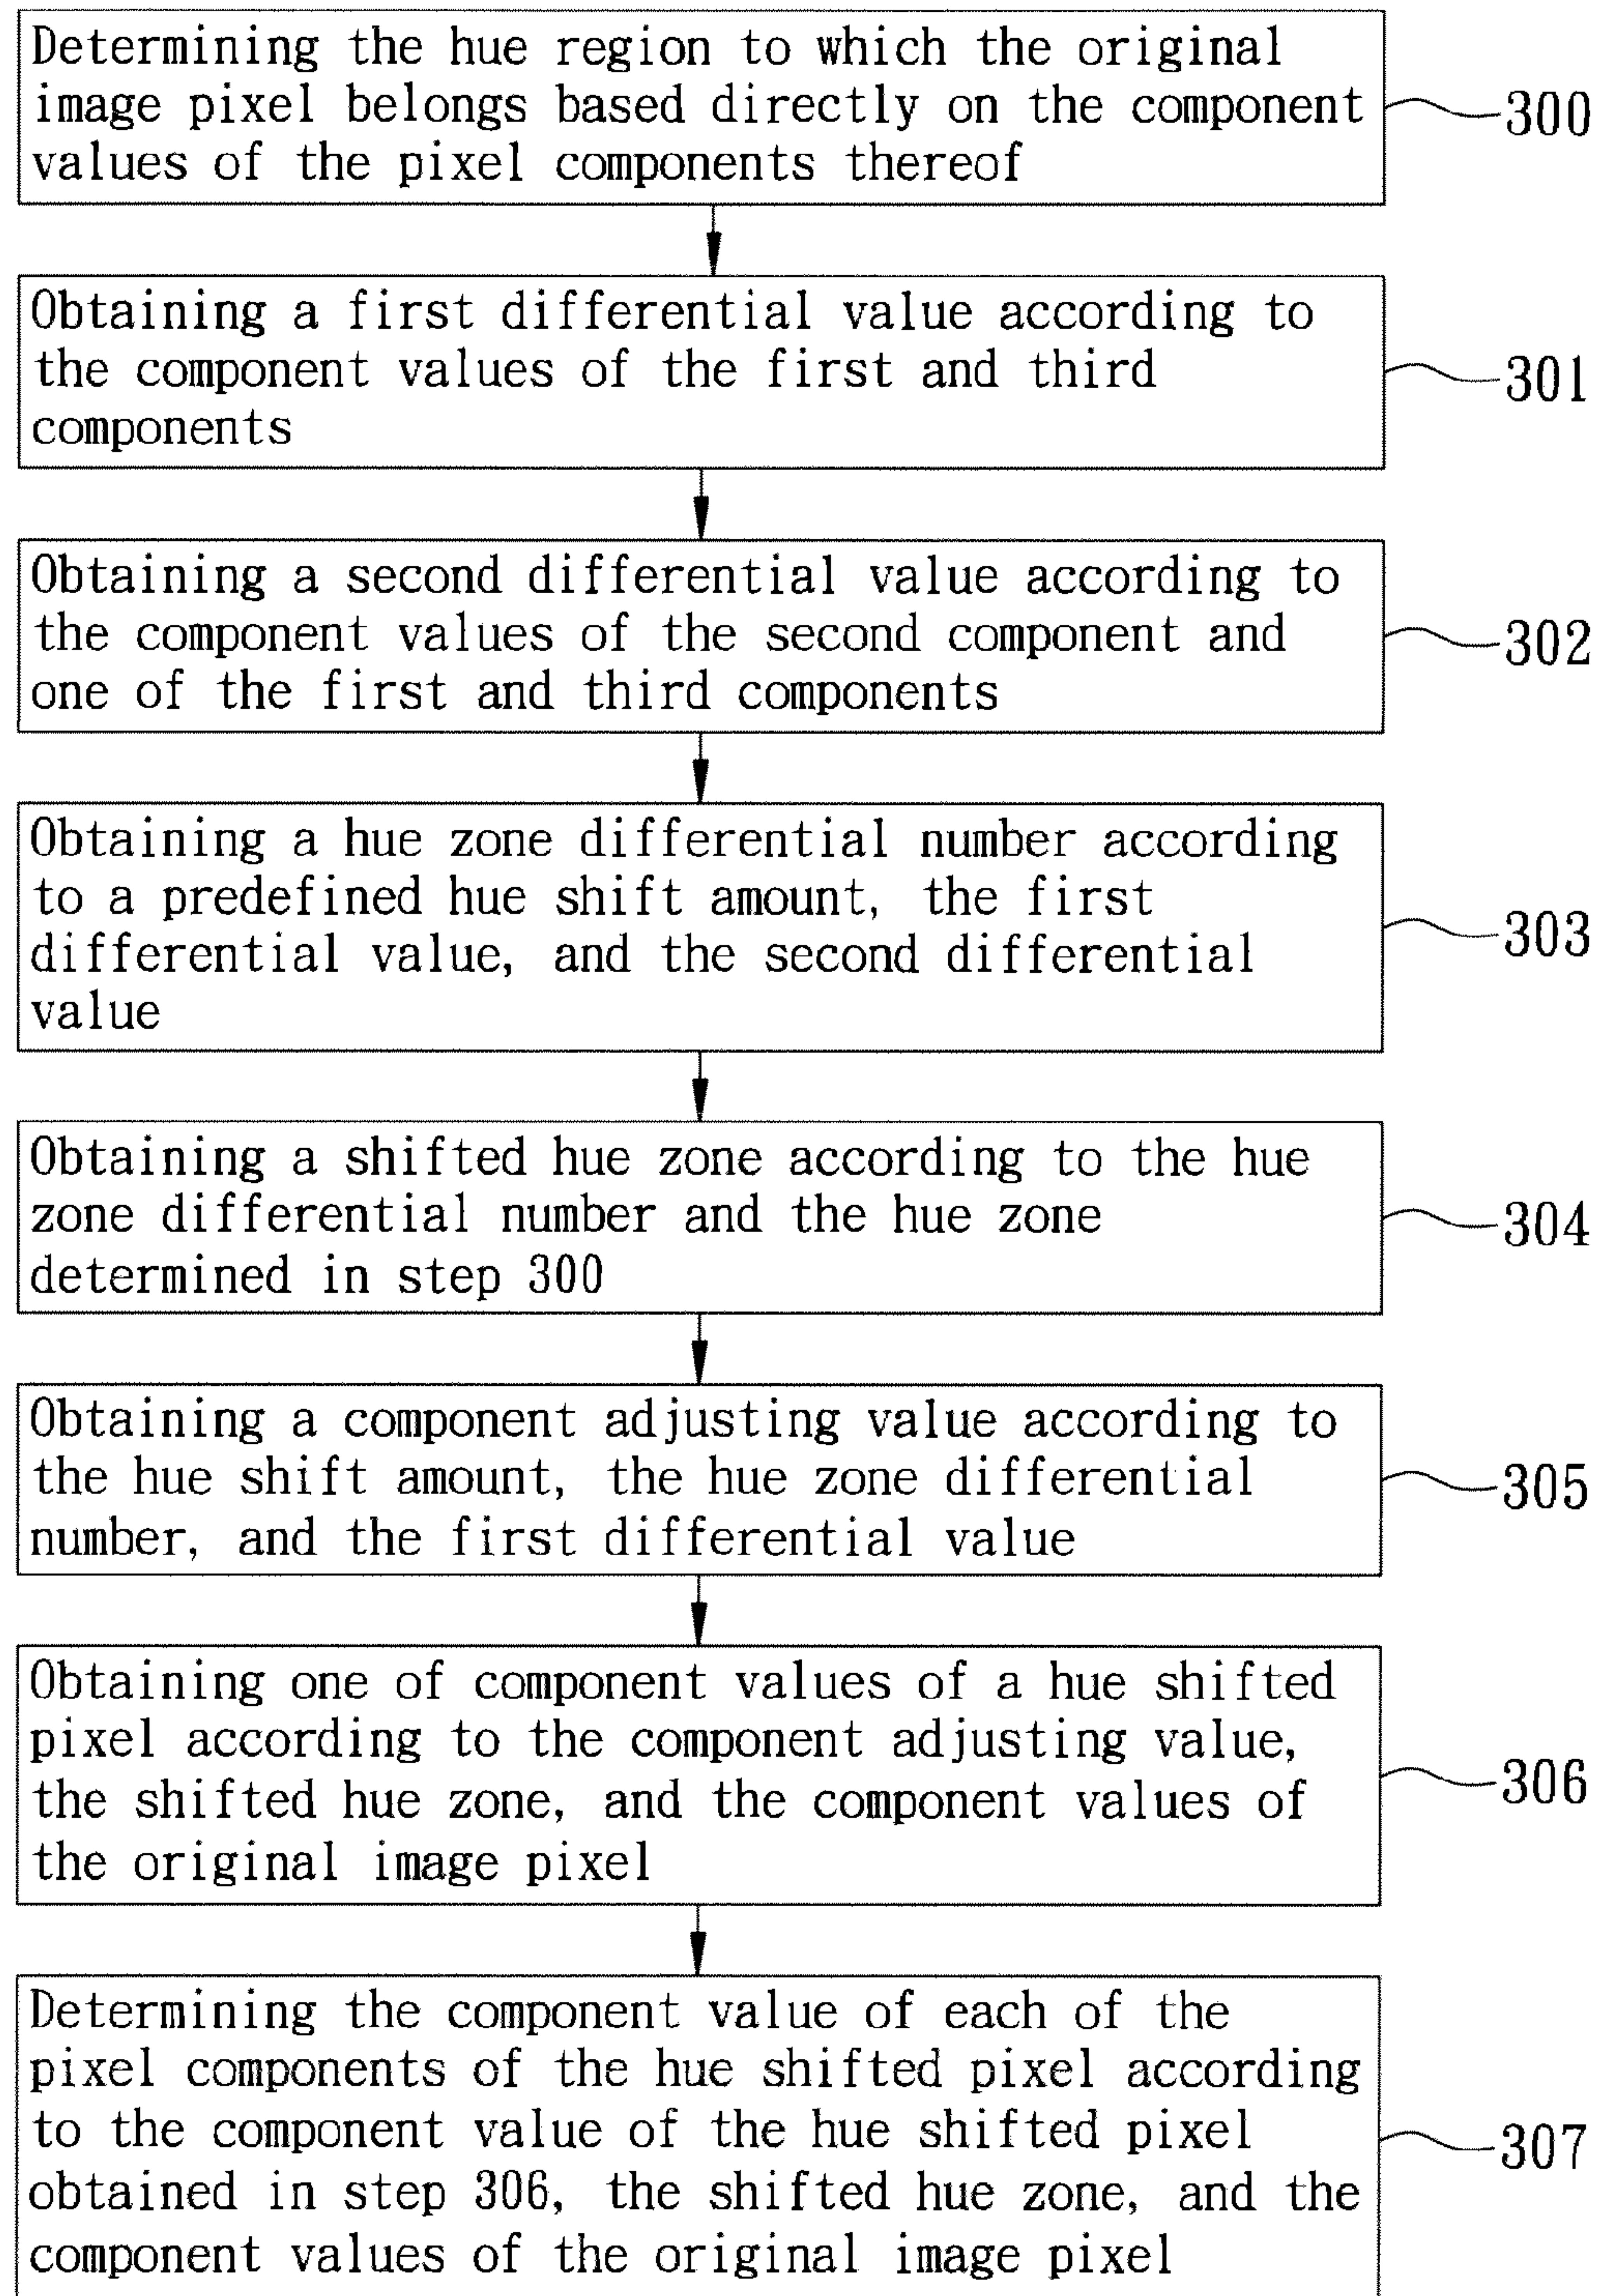 Determining the hue region to which the original
image pixel belongs based directly on the component
values of the pixel components thereof
300
Obtaining a first differential value according to
the component values of the first and third
components
301
Obtaining a second differential value according to
the component values of the second component and
one of the first and third components
302
Obtaining a hue zone differential number according
to a predefined hue shift amount, the first
differential value, and the second differential
value
303
Obtaining a shifted hue zone according to the hue
zone differential number and the hue zone
determined in step 300
304
Obtaining a component adjusting value according to
the hue shift amount, the hue zone differential
number, and the first differential value
305
Obtaining one of component values of a hue shifted
pixel according to the component adjusting value,
the shifted hue zone, and the component values of
the original image pixel
306
Determining the component value of each of the
pixel components of the hue shifted pixel according
to the component value of the hue shifted pixel
obtained in step 306, the shifted hue zone, and the
component values of the original image pixel
307